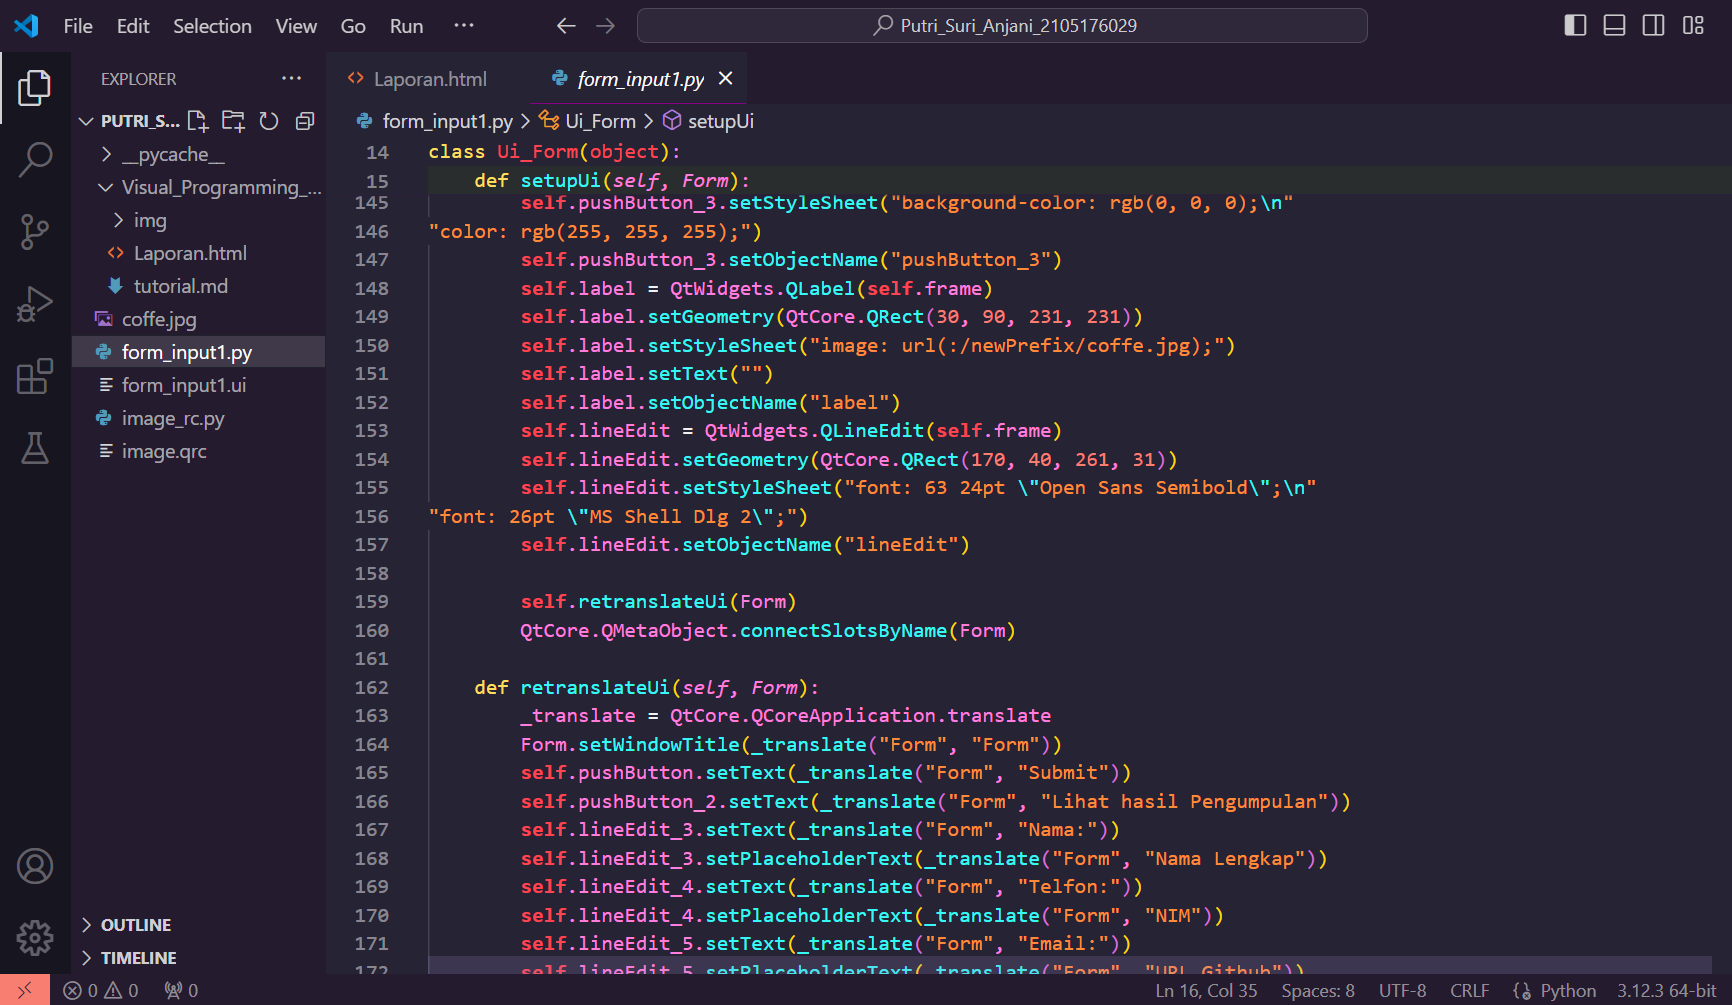 File Edit Selection View Go Run ··· Putri_Suri_Anjani_2105176029
EXPLORER ···
PUTRI_S...
__pycache__
Visual_Programming_...
img
Laporan.html
tutorial.md
coffe.jpg
form_input1.py
form_input1.ui
image_rc.py
image.qrc
OUTLINE
TIMELINE
Laporan.html form_input1.py
form_input1.py > Ui_Form > setupUi
14 class Ui_Form(object):
15 def setupUi(self, Form):
145 self.pushButton_3.setStyleSheet("background-color: rgb(0, 0, 0);\n"
146 "color: rgb(255, 255, 255);")
147 self.pushButton_3.setObjectName("pushButton_3")
148 self.label = QtWidgets.QLabel(self.frame)
149 self.label.setGeometry(QtCore.QRect(30, 90, 231, 231))
150 self.label.setStyleSheet("image: url(:/newPrefix/coffe.jpg);")
151 self.label.setText("")
152 self.label.setObjectName("label")
153 self.lineEdit = QtWidgets.QLineEdit(self.frame)
154 self.lineEdit.setGeometry(QtCore.QRect(170, 40, 261, 31))
155 self.lineEdit.setStyleSheet("font: 63 24pt \"Open Sans Semibold\";\n"
156 "font: 26pt \"MS Shell Dlg 2\";")
157 self.lineEdit.setObjectName("lineEdit")
158
159 self.retranslateUi(Form)
160 QtCore.QMetaObject.connectSlotsByName(Form)
161
162 def retranslateUi(self, Form):
163 _translate = QtCore.QCoreApplication.translate
164 Form.setWindowTitle(_translate("Form", "Form"))
165 self.pushButton.setText(_translate("Form", "Submit"))
166 self.pushButton_2.setText(_translate("Form", "Lihat hasil Pengumpulan"))
167 self.lineEdit_3.setText(_translate("Form", "Nama:"))
168 self.lineEdit_3.setPlaceholderText(_translate("Form", "Nama Lengkap"))
169 self.lineEdit_4.setText(_translate("Form", "Telfon:"))
170 self.lineEdit_4.setPlaceholderText(_translate("Form", "NIM"))
171 self.lineEdit_5.setText(_translate("Form", "Email:"))
172 self.lineEdit_5.setPlaceholderText(_translate("Form", "URL Github"))
0 0 0 Ln 16, Col 35 Spaces: 8 UTF-8 CRLF Python 3.12.3 64-bit